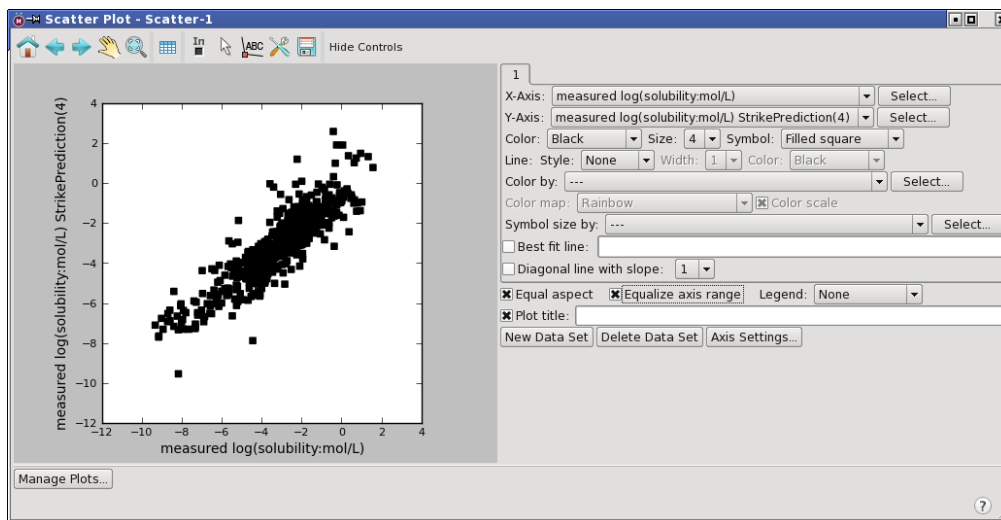 Scatter Plot - Scatter-1
In
ABC
Hide Controls
measured log(solubility:mol/L) StrikePrediction(4)
4
2
0
−2
−4
−6
−8
−10
−12
−12 −10 −8 −6 −4 −2 0 2 4
measured log(solubility:mol/L)
1
X-Axis: measured log(solubility:mol/L) Select...
Y-Axis: measured log(solubility:mol/L) StrikePrediction(4) Select...
Color: Black Size: 4 Symbol: Filled square
Line: Style: None Width: 1 Color: Black
Color by: --- Select...
Color map: Rainbow Color scale
Symbol size by: --- Select...
Best fit line:
Diagonal line with slope: 1
Equal aspect Equalize axis range Legend: None
Plot title:
New Data Set Delete Data Set Axis Settings...
Manage Plots...
?